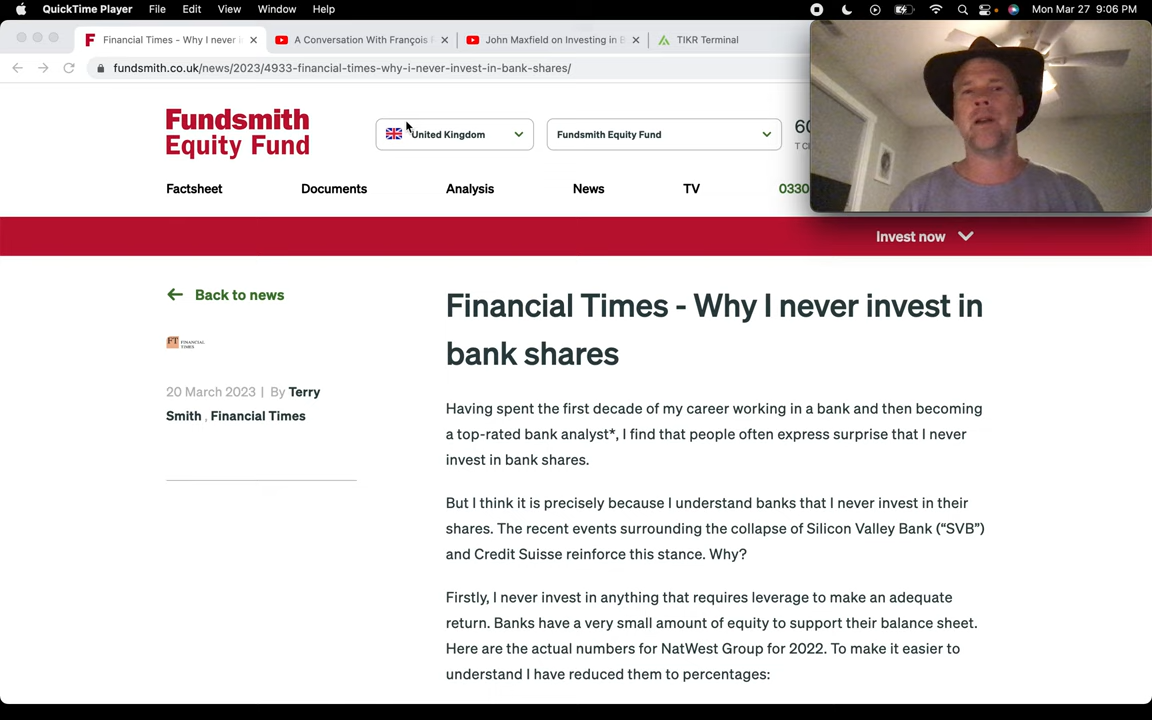 QuickTime Player File Edit View Window Help Mon Mar 27 9:06 PM
Financial Times - Why I never i A Conversation With François John Maxfield on Investing in B TIKR Terminal
fundsmith.co.uk/news/2023/4933-financial-times-why-i-never-invest-in-bank-shares/
Fundsmith
Equity Fund
United Kingdom
Fundsmith Equity Fund
60
T Cl
Factsheet Documents Analysis News TV 0330
Invest now
Back to news
FT FINANCIAL
TIMES
20 March 2023 | By Terry
Smith , Financial Times
Financial Times - Why I never invest in
bank shares
Having spent the first decade of my career working in a bank and then becoming
a top-rated bank analyst*, I find that people often express surprise that I never
invest in bank shares.
But I think it is precisely because I understand banks that I never invest in their
shares. The recent events surrounding the collapse of Silicon Valley Bank (“SVB”)
and Credit Suisse reinforce this stance. Why?
Firstly, I never invest in anything that requires leverage to make an adequate
return. Banks have a very small amount of equity to support their balance sheet.
Here are the actual numbers for NatWest Group for 2022. To make it easier to
understand I have reduced them to percentages: